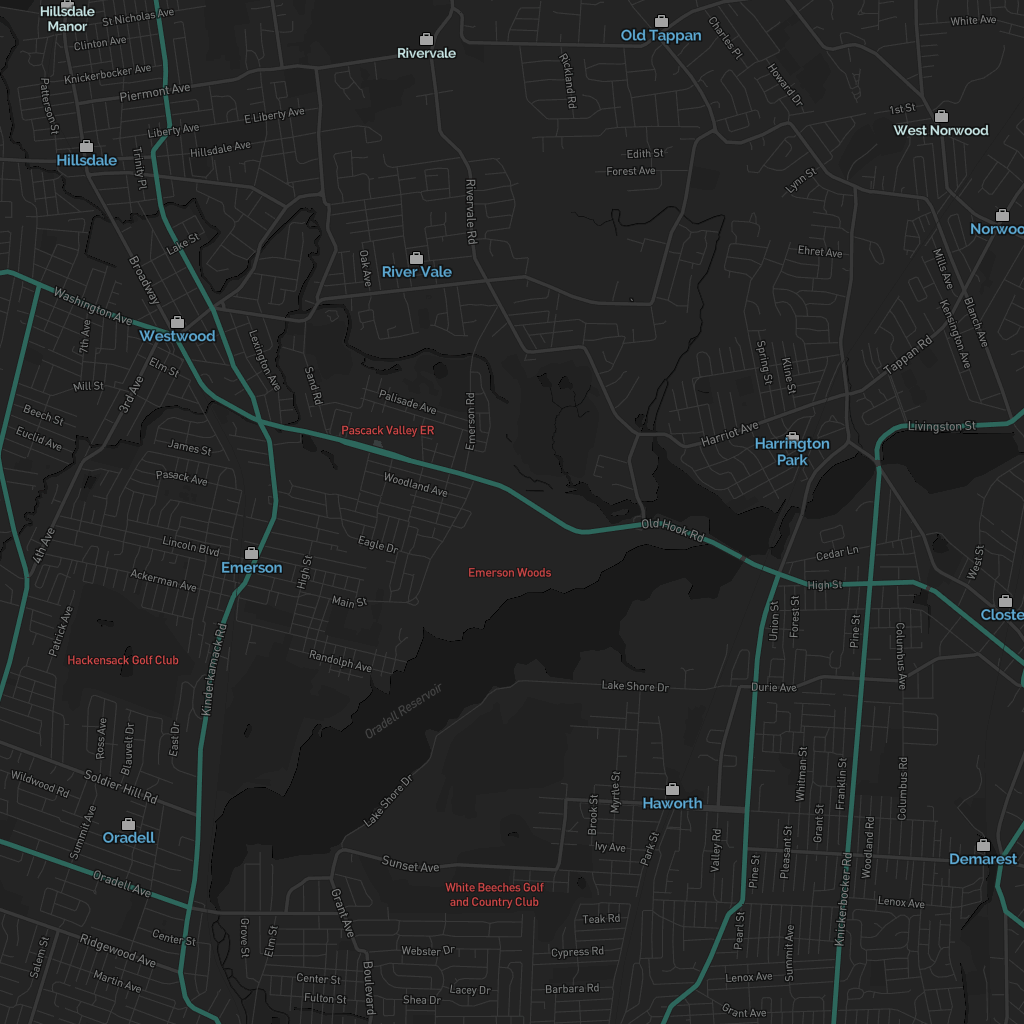 Hillsdale
Manor
St Nicholas Ave
Clinton Ave
Knickerbocker Ave
Patterson St
Piermont Ave
Rivervale
Rickland Rd
Old Tappan
Charles Pl
Howard Dr
White Ave
1st St
West Norwood
E Liberty Ave
Liberty Ave
Hillsdale Ave
Hillsdale
Trinity Pl
Edith St
Forest Ave
Lynn St
Rivervale Rd
Norwoo
Lake St
Oak Ave
River Vale
Ehret Ave
Mills Ave
Broadway
Washington Ave
7th Ave
Westwood
Lexington Ave
Blanch Ave
Kensington Ave
Tappan Rd
Spring St
Kline St
Elm St
Mill St
3rd Ave
Sand Rd
Palisade Ave
Emerson Rd
Beech St
Euclid Ave
Pascack Valley ER
Harriot Ave
Harrington
Park
Livingston St
James St
Pasack Ave
Woodland Ave
4th Ave
Lincoln Blvd
Emerson
Eagle Dr
Old Hook Rd
Cedar Ln
West St
Ackerman Ave
High St
Emerson Woods
High St
Main St
Union St
Forest St
Pine St
Closte
Patrick Ave
Kinderkamack Rd
Hackensack Golf Club
Randolph Ave
Columbus Ave
Oradell Reservoir
Lake Shore Dr
Durie Ave
Ross Ave
Blauvelt Dr
East Dr
Soldier Hill Rd
Wildwood Rd
Summit Ave
Lake Shore Dr
Whitman St
Franklin St
Columbus Rd
Haworth
Myrtle St
Brook St
Grant St
Oradell
Ivy Ave
Park St
Valley Rd
Pleasant St
Woodland Rd
Pine St
Demarest
Sunset Ave
Oradell Ave
White Beeches Golf
and Country Club
Grant Ave
Lenox Ave
Teak Rd
Pearl St
Knickerbocker Rd
Center St
Grove St
Elm St
Ridgewood Ave
Salem St
Webster Dr
Cypress Rd
Summit Ave
Martin Ave
Center St
Boulevard
Lacey Dr
Barbara Rd
Lenox Ave
Fulton St
Shea Dr
Grant Ave